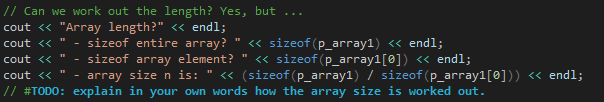 // Can we work out the length? Yes, but ...
cout << "Array length?" << endl;
cout << " - sizeof entire array? " << sizeof(p_array1) << endl;
cout << " - sizeof array element? " << sizeof(p_array1[0]) << endl;
cout << " - array size n is: " << (sizeof(p_array1) / sizeof(p_array1[0])) << endl;
// #TODO: explain in your own words how the array size is worked out.